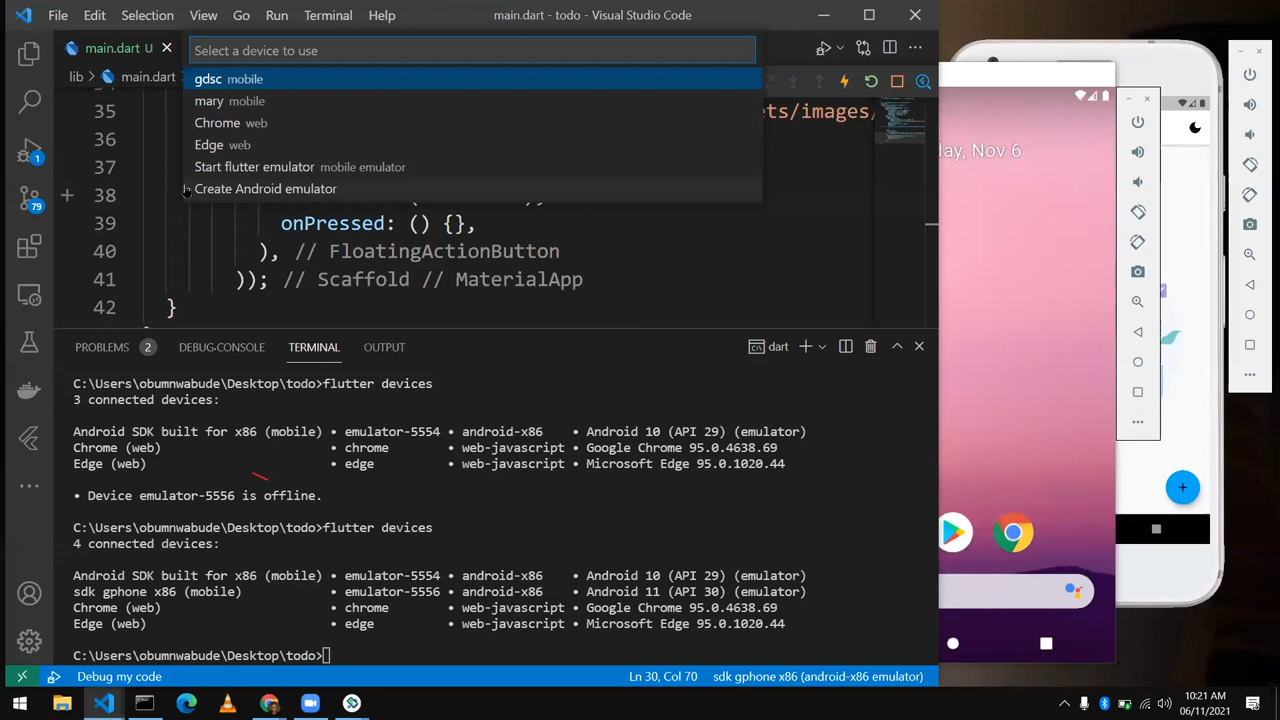 File Edit Selection View Go Run Terminal Help main.dart - todo - Visual Studio Code
main.dart U
Select a device to use
lib main.dart
gdsc mobile
mary mobile
Chrome web
Edge web
Start flutter emulator mobile emulator
Create Android emulator
35 ets/images/
36
37
38
39 onPressed: () {},
40 ), // FloatingActionButton
41 )); // Scaffold // MaterialApp
42 }
1
79
PROBLEMS 2 DEBUG CONSOLE TERMINAL OUTPUT dart
C:\Users\obumnwabude\Desktop\todo>flutter devices
3 connected devices:
Android SDK built for x86 (mobile) • emulator-5554 • android-x86 • Android 10 (API 29) (emulator)
Chrome (web) • chrome • web-javascript • Google Chrome 95.0.4638.69
Edge (web) • edge • web-javascript • Microsoft Edge 95.0.1020.44
• Device emulator-5556 is offline.
C:\Users\obumnwabude\Desktop\todo>flutter devices
4 connected devices:
Android SDK built for x86 (mobile) • emulator-5554 • android-x86 • Android 10 (API 29) (emulator)
sdk gphone x86 (mobile) • emulator-5556 • android-x86 • Android 11 (API 30) (emulator)
Chrome (web) • chrome • web-javascript • Google Chrome 95.0.4638.69
Edge (web) • edge • web-javascript • Microsoft Edge 95.0.1020.44
C:\Users\obumnwabude\Desktop\todo>
Debug my code Ln 30, Col 70 sdk gphone x86 (android-x86 emulator)
day, Nov 6
10:21 AM
06/11/2021